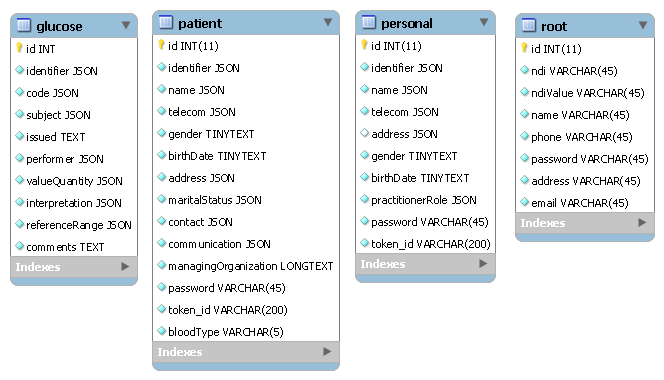 glucose
id INT
identifier JSON
code JSON
subject JSON
issued TEXT
performer JSON
valueQuantity JSON
interpretation JSON
referenceRange JSON
comments TEXT
Indexes
patient
id INT(11)
identifier JSON
name JSON
telecom JSON
gender TINYTEXT
birthDate TINYTEXT
address JSON
maritalStatus JSON
contact JSON
communication JSON
managingOrganization LONGTEXT
password VARCHAR(45)
token_id VARCHAR(200)
bloodType VARCHAR(5)
Indexes
personal
id INT(11)
identifier JSON
name JSON
telecom JSON
address JSON
gender TINYTEXT
birthDate TINYTEXT
practitionerRole JSON
password VARCHAR(45)
token_id VARCHAR(200)
Indexes
root
id INT(11)
ndi VARCHAR(45)
ndiValue VARCHAR(45)
name VARCHAR(45)
phone VARCHAR(45)
password VARCHAR(45)
address VARCHAR(45)
email VARCHAR(45)
Indexes